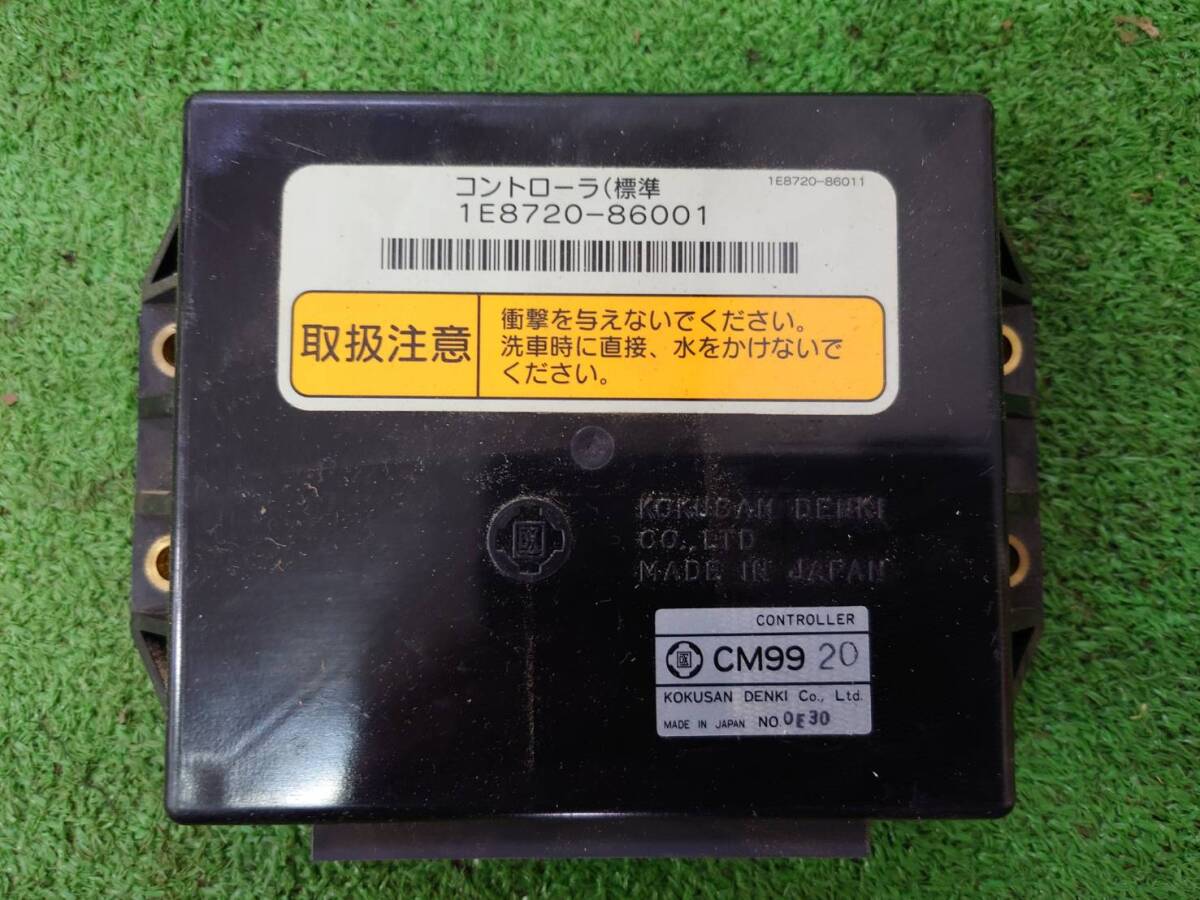 コントローラ(標準
1E8720-86011
1E8720-86001
取扱注意
衝撃を与えないでください。
洗車時に直接、水をかけないで
ください。
KOKUSAN DENKI
CO.,LTD
MADE IN JAPAN
CONTROLLER
CM99 20
KOKUSAN DENKI Co., Ltd.
MADE IN JAPAN NO.0E30